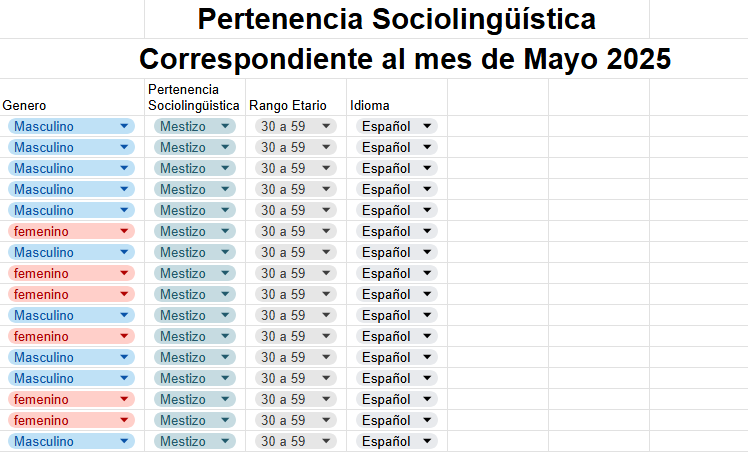 Pertenencia Sociolingüística
Correspondiente al mes de Mayo 2025
Genero Pertenencia Sociolingüistica Rango Etario Idioma
Masculino Mestizo 30 a 59 Español
Masculino Mestizo 30 a 59 Español
Masculino Mestizo 30 a 59 Español
Masculino Mestizo 30 a 59 Español
Masculino Mestizo 30 a 59 Español
femenino Mestizo 30 a 59 Español
Masculino Mestizo 30 a 59 Español
femenino Mestizo 30 a 59 Español
femenino Mestizo 30 a 59 Español
Masculino Mestizo 30 a 59 Español
femenino Mestizo 30 a 59 Español
Masculino Mestizo 30 a 59 Español
Masculino Mestizo 30 a 59 Español
femenino Mestizo 30 a 59 Español
femenino Mestizo 30 a 59 Español
Masculino Mestizo 30 a 59 Español